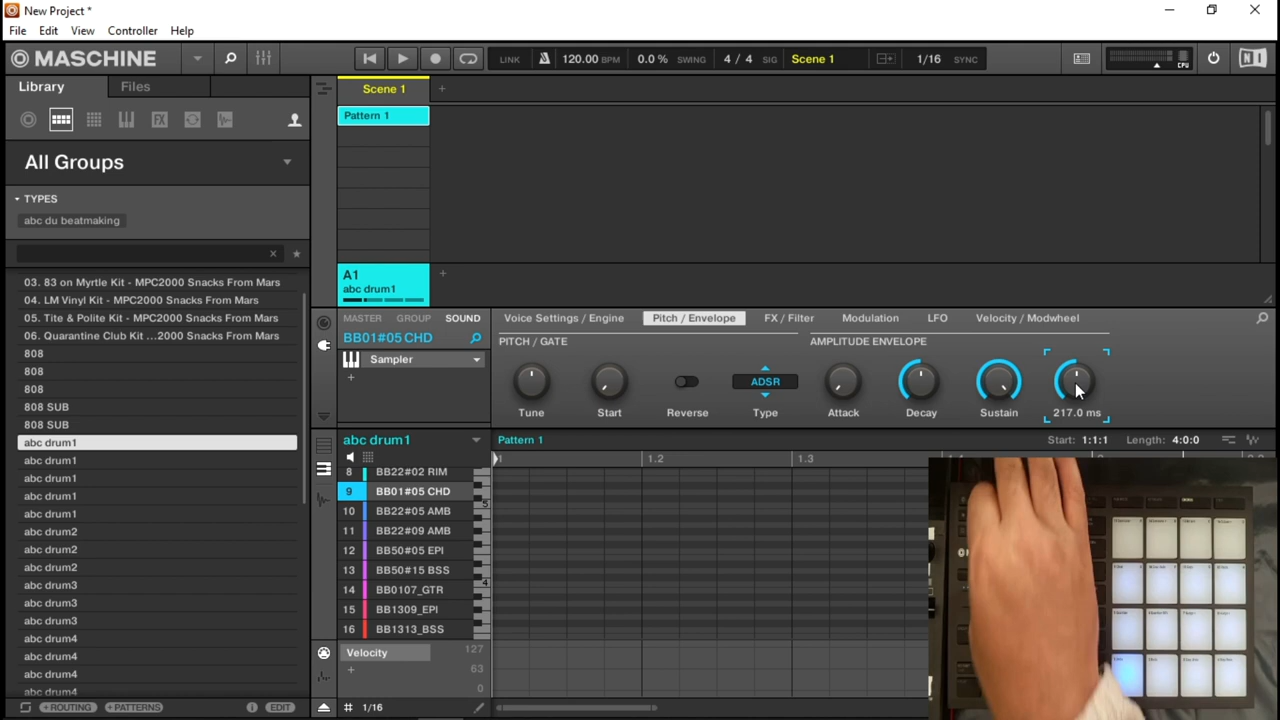 New Project *
File Edit View Controller Help
MASCHINE
LINK 120.00 BPM 0.0% SWING 4 / 4 SIG Scene 1 1/16 SYNC
CPU
Library Files
Scene 1 +
Pattern 1
All Groups
TYPES
abc du beatmaking
03. 83 on Myrtle Kit - MPC2000 Snacks From Mars
04. LM Vinyl Kit - MPC2000 Snacks From Mars
05. Tite & Polite Kit - MPC2000 Snacks From Mars
06. Quarantine Club Kit ...2000 Snacks From Mars
808
808
808
808 SUB
808 SUB
abc drum1
abc drum1
abc drum1
abc drum1
abc drum1
abc drum2
abc drum2
abc drum2
abc drum3
abc drum3
abc drum3
abc drum4
abc drum4
abc drum4
abc drum4
+ ROUTING + PATTERNS EDIT
A1
abc drum1
+
MASTER GROUP SOUND
BB01#05 CHD
Sampler
+
Voice Settings / Engine Pitch / Envelope FX / Filter Modulation LFO Velocity / Modwheel
PITCH / GATE AMPLITUDE ENVELOPE
ADSR
Tune Start Reverse Type Attack Decay Sustain 217.0 ms
abc drum1
Pattern 1 Start: 1:1:1 Length: 4:0:0
1 1.2 1.3
8 BB22#02 RIM
9 BB01#05 CHD
10 BB22#05 AMB
11 BB22#09 AMB
12 BB50#05 EPI
13 BB50#15 BSS
14 BB0107_GTR
15 BB1309_EPI
16 BB1313_BSS
5
4
Velocity 127
+ 63
0
1/16